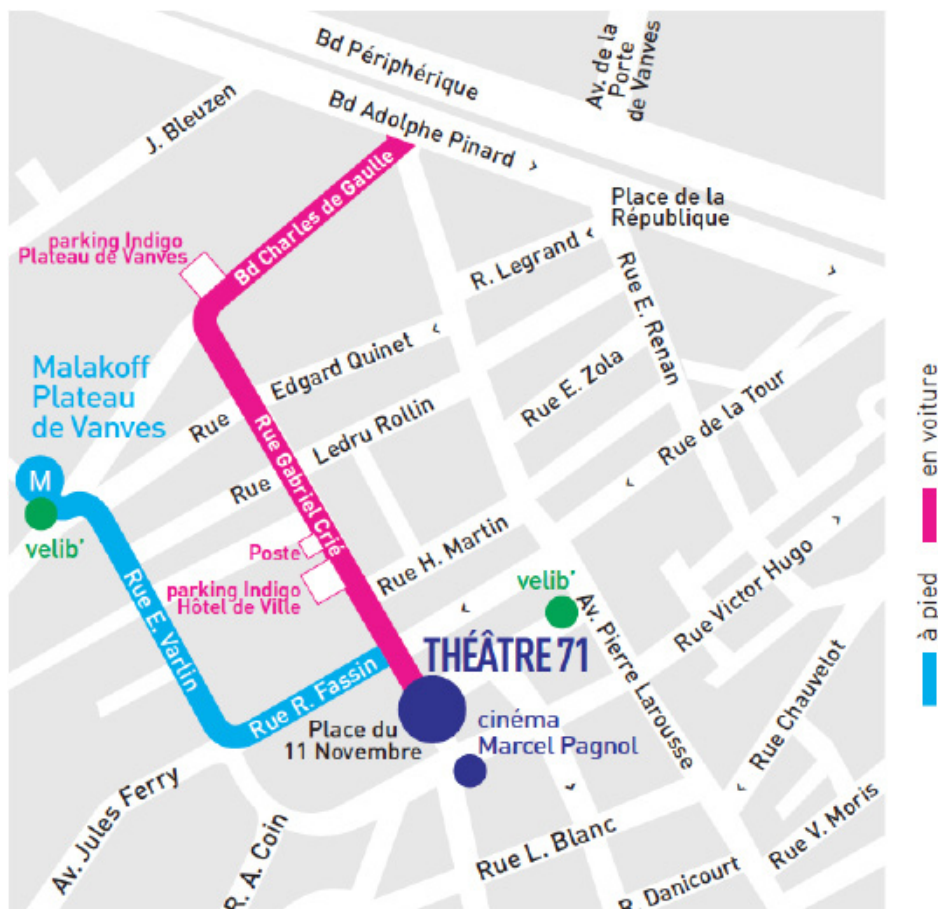 Bd Périphérique
Av. de la
Porte
de Vanves
J. Bleuzen
Bd Adolphe Pinard
Bd Charles de Gaulle
Place de la
République
parking Indigo
Plateau de Vanves
R. Legrand
Rue E. Renan
Malakoff
Plateau
de Vanves
Rue Edgard Quinet
Rue E. Zola
Rue Ledru Rollin
Rue de la Tour
Rue Gabriel Crié
M
velib'
Poste
Rue H. Martin
parking Indigo
Hôtel de Ville
velib'
Rue Victor Hugo
Rue E. Varlin
THÉÂTRE 71
Av. Pierre Larousse
Rue R. Fassin
Place du
11 Novembre
cinéma
Marcel Pagnol
Rue Chauvelot
Av. Jules Ferry
R. A. Coin
Rue L. Blanc
Rue V. Moris
R. Danicourt
en voiture
à pied